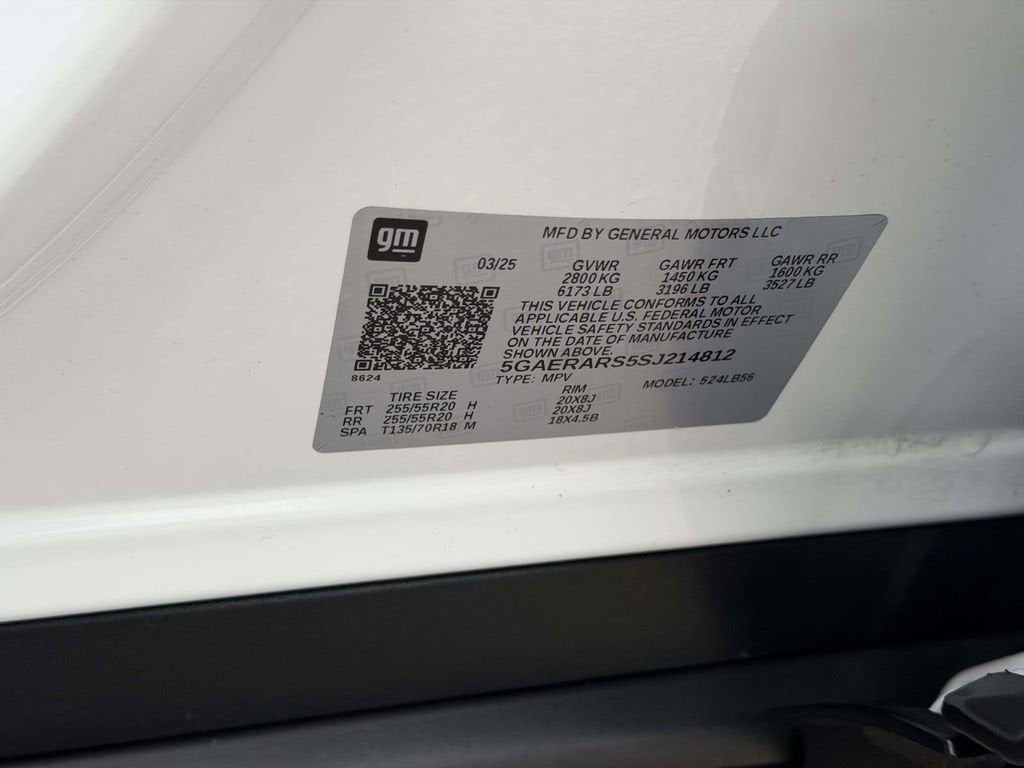 gm
MFD BY GENERAL MOTORS LLC
03/25 GVWR GAWR FRT GAWR RR
2800 KG 1450 KG 1600 KG
6173 LB 3196 LB 3527 LB
THIS VEHICLE CONFORMS TO ALL
APPLICABLE U.S. FEDERAL MOTOR
VEHICLE SAFETY STANDARDS IN EFFECT
ON THE DATE OF MANUFACTURE
SHOWN ABOVE.
5GAERARS5SJ214812
8624
TYPE: MPV MODEL: 524LB56
TIRE SIZE RIM
FRT 255/55R20 H 20X8J
RR 255/55R20 H 20X8J
SPA T135/70R18 M 18X4.5B